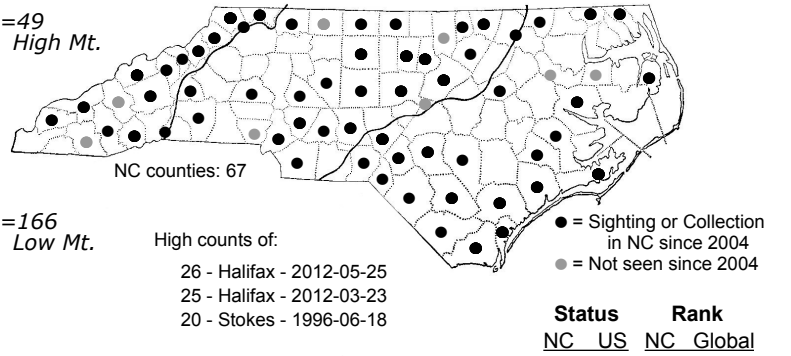 =49
High Mt.
NC counties: 67
=166
Low Mt.
High counts of:
26 - Halifax - 2012-05-25
25 - Halifax - 2012-03-23
20 - Stokes - 1996-06-18
= Sighting or Collection
in NC since 2004
= Not seen since 2004
Status Rank
NC US NC Global